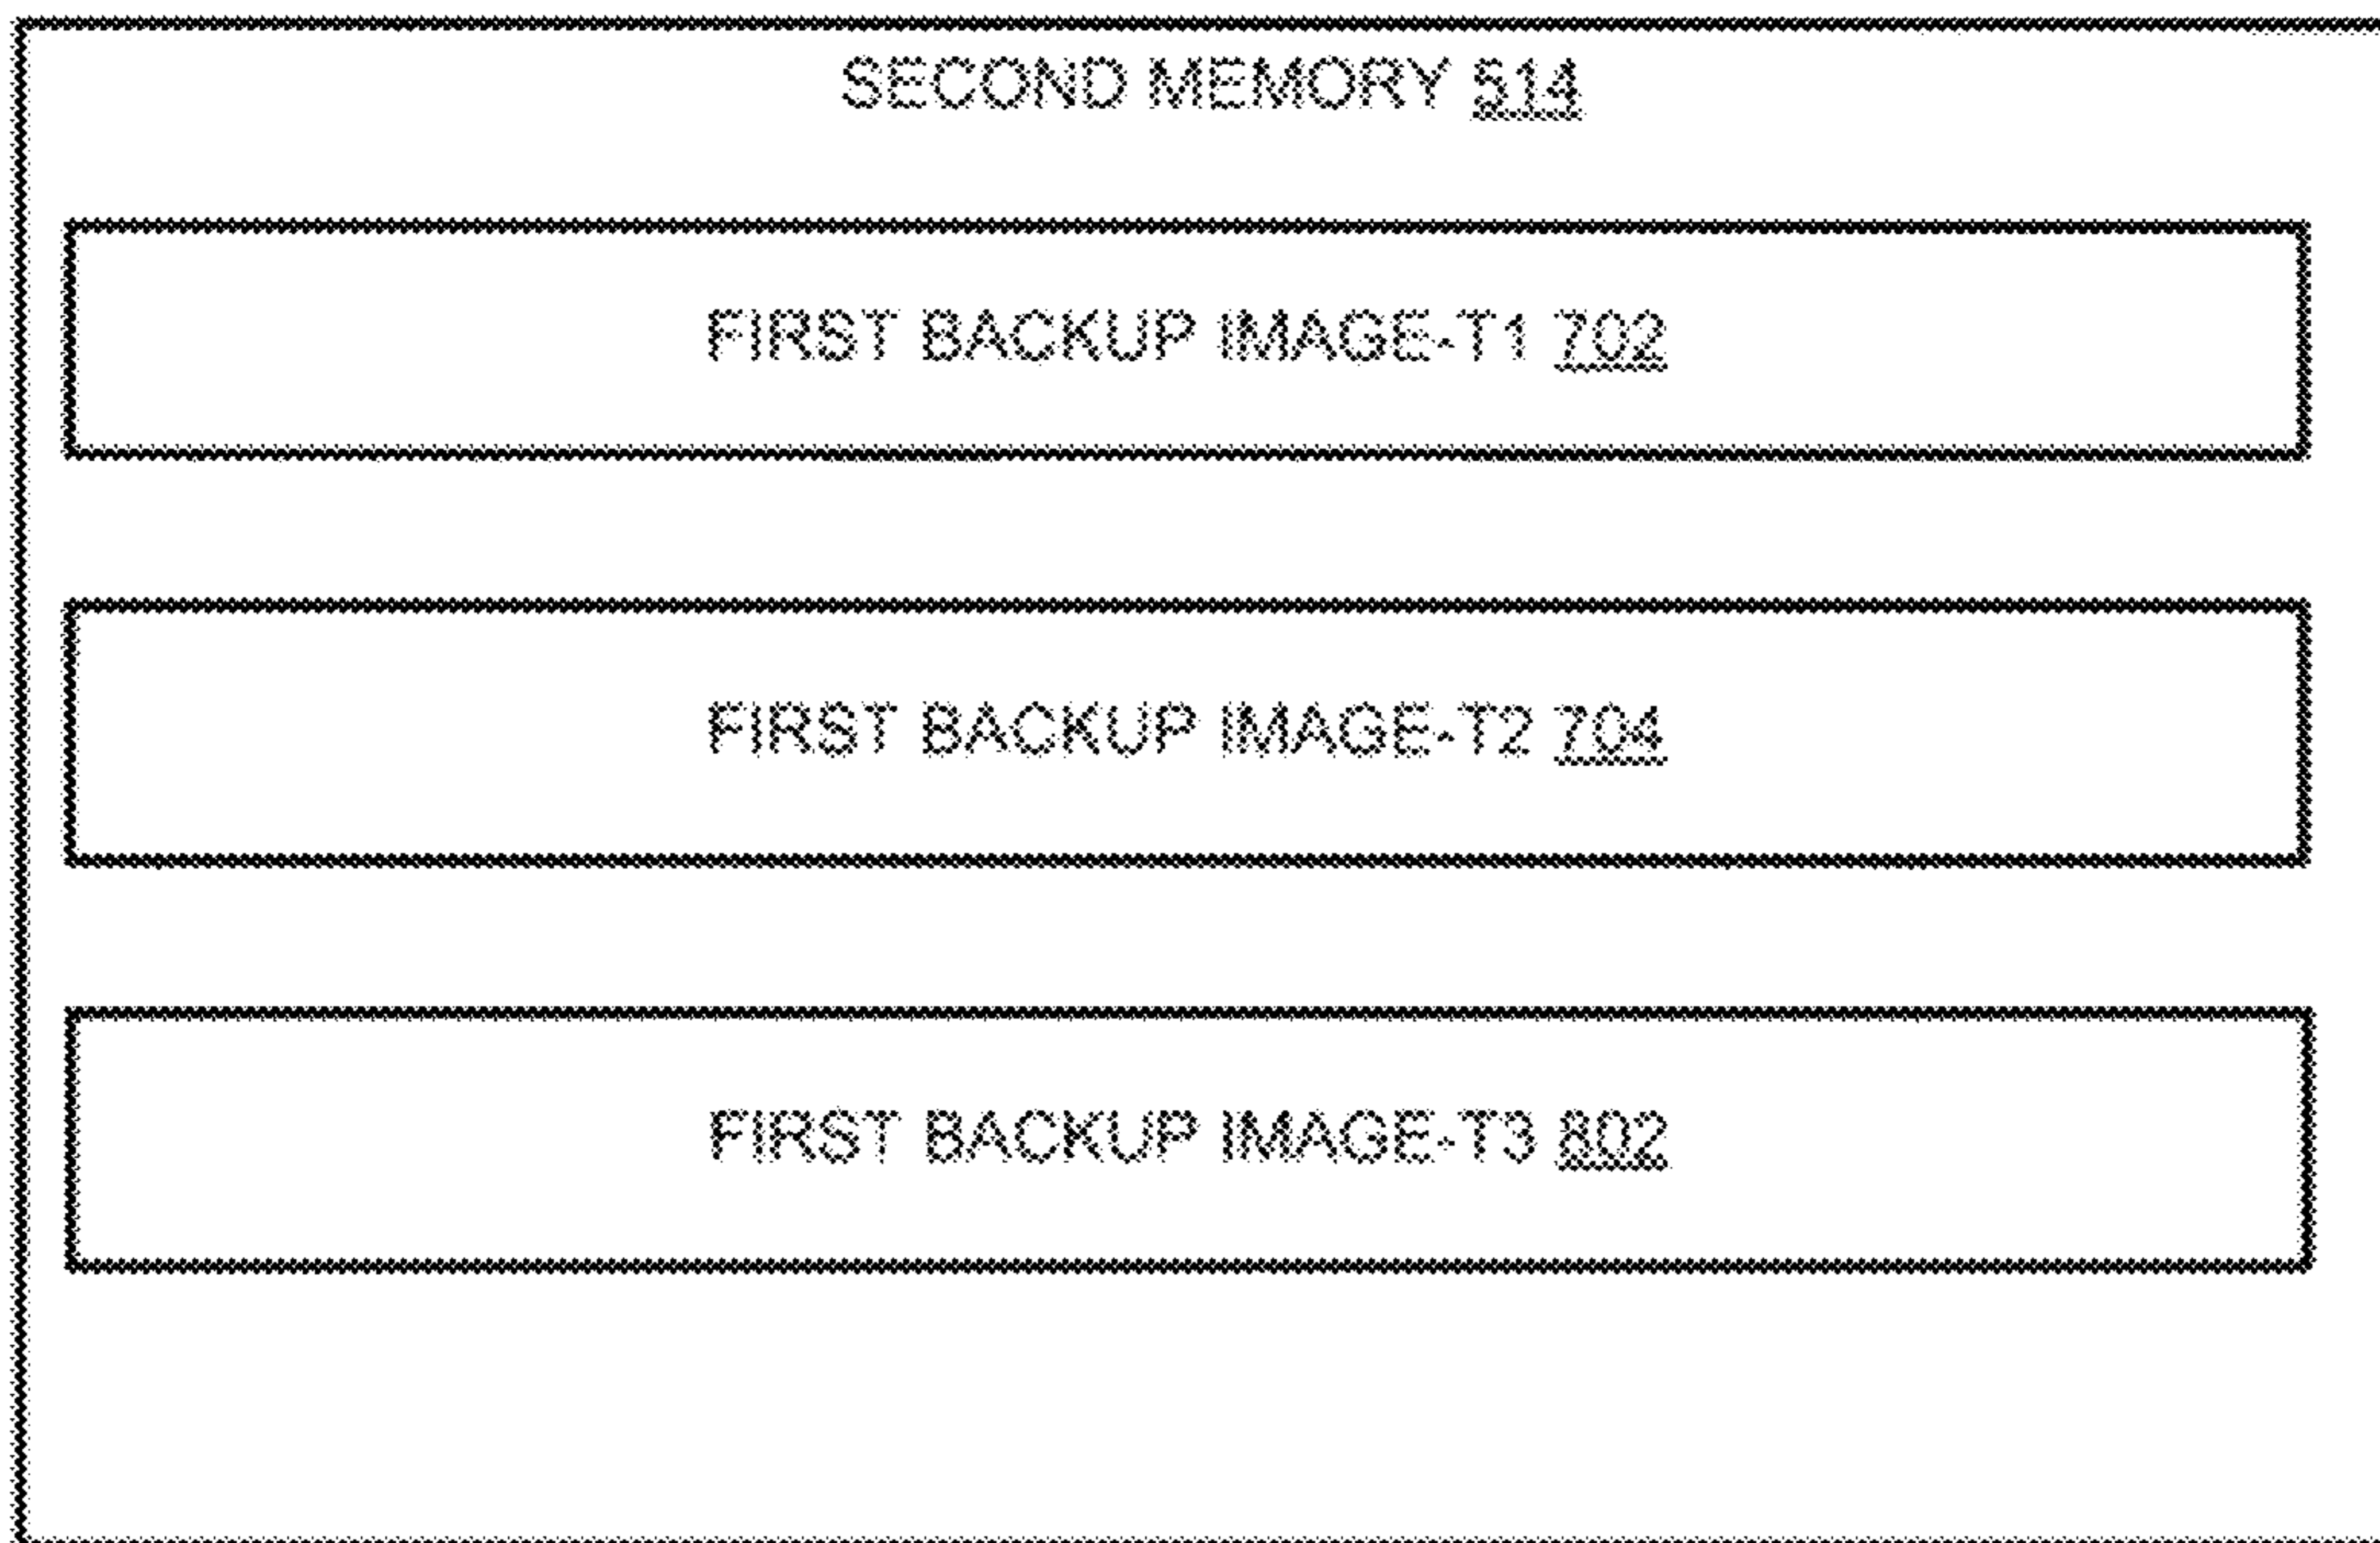 SECOND MEMORY 514
FIRST BACKUP IMAGE-T1 702
FIRST BACKUP IMAGE-T2 704
FIRST BACKUP IMAGE-T3 802